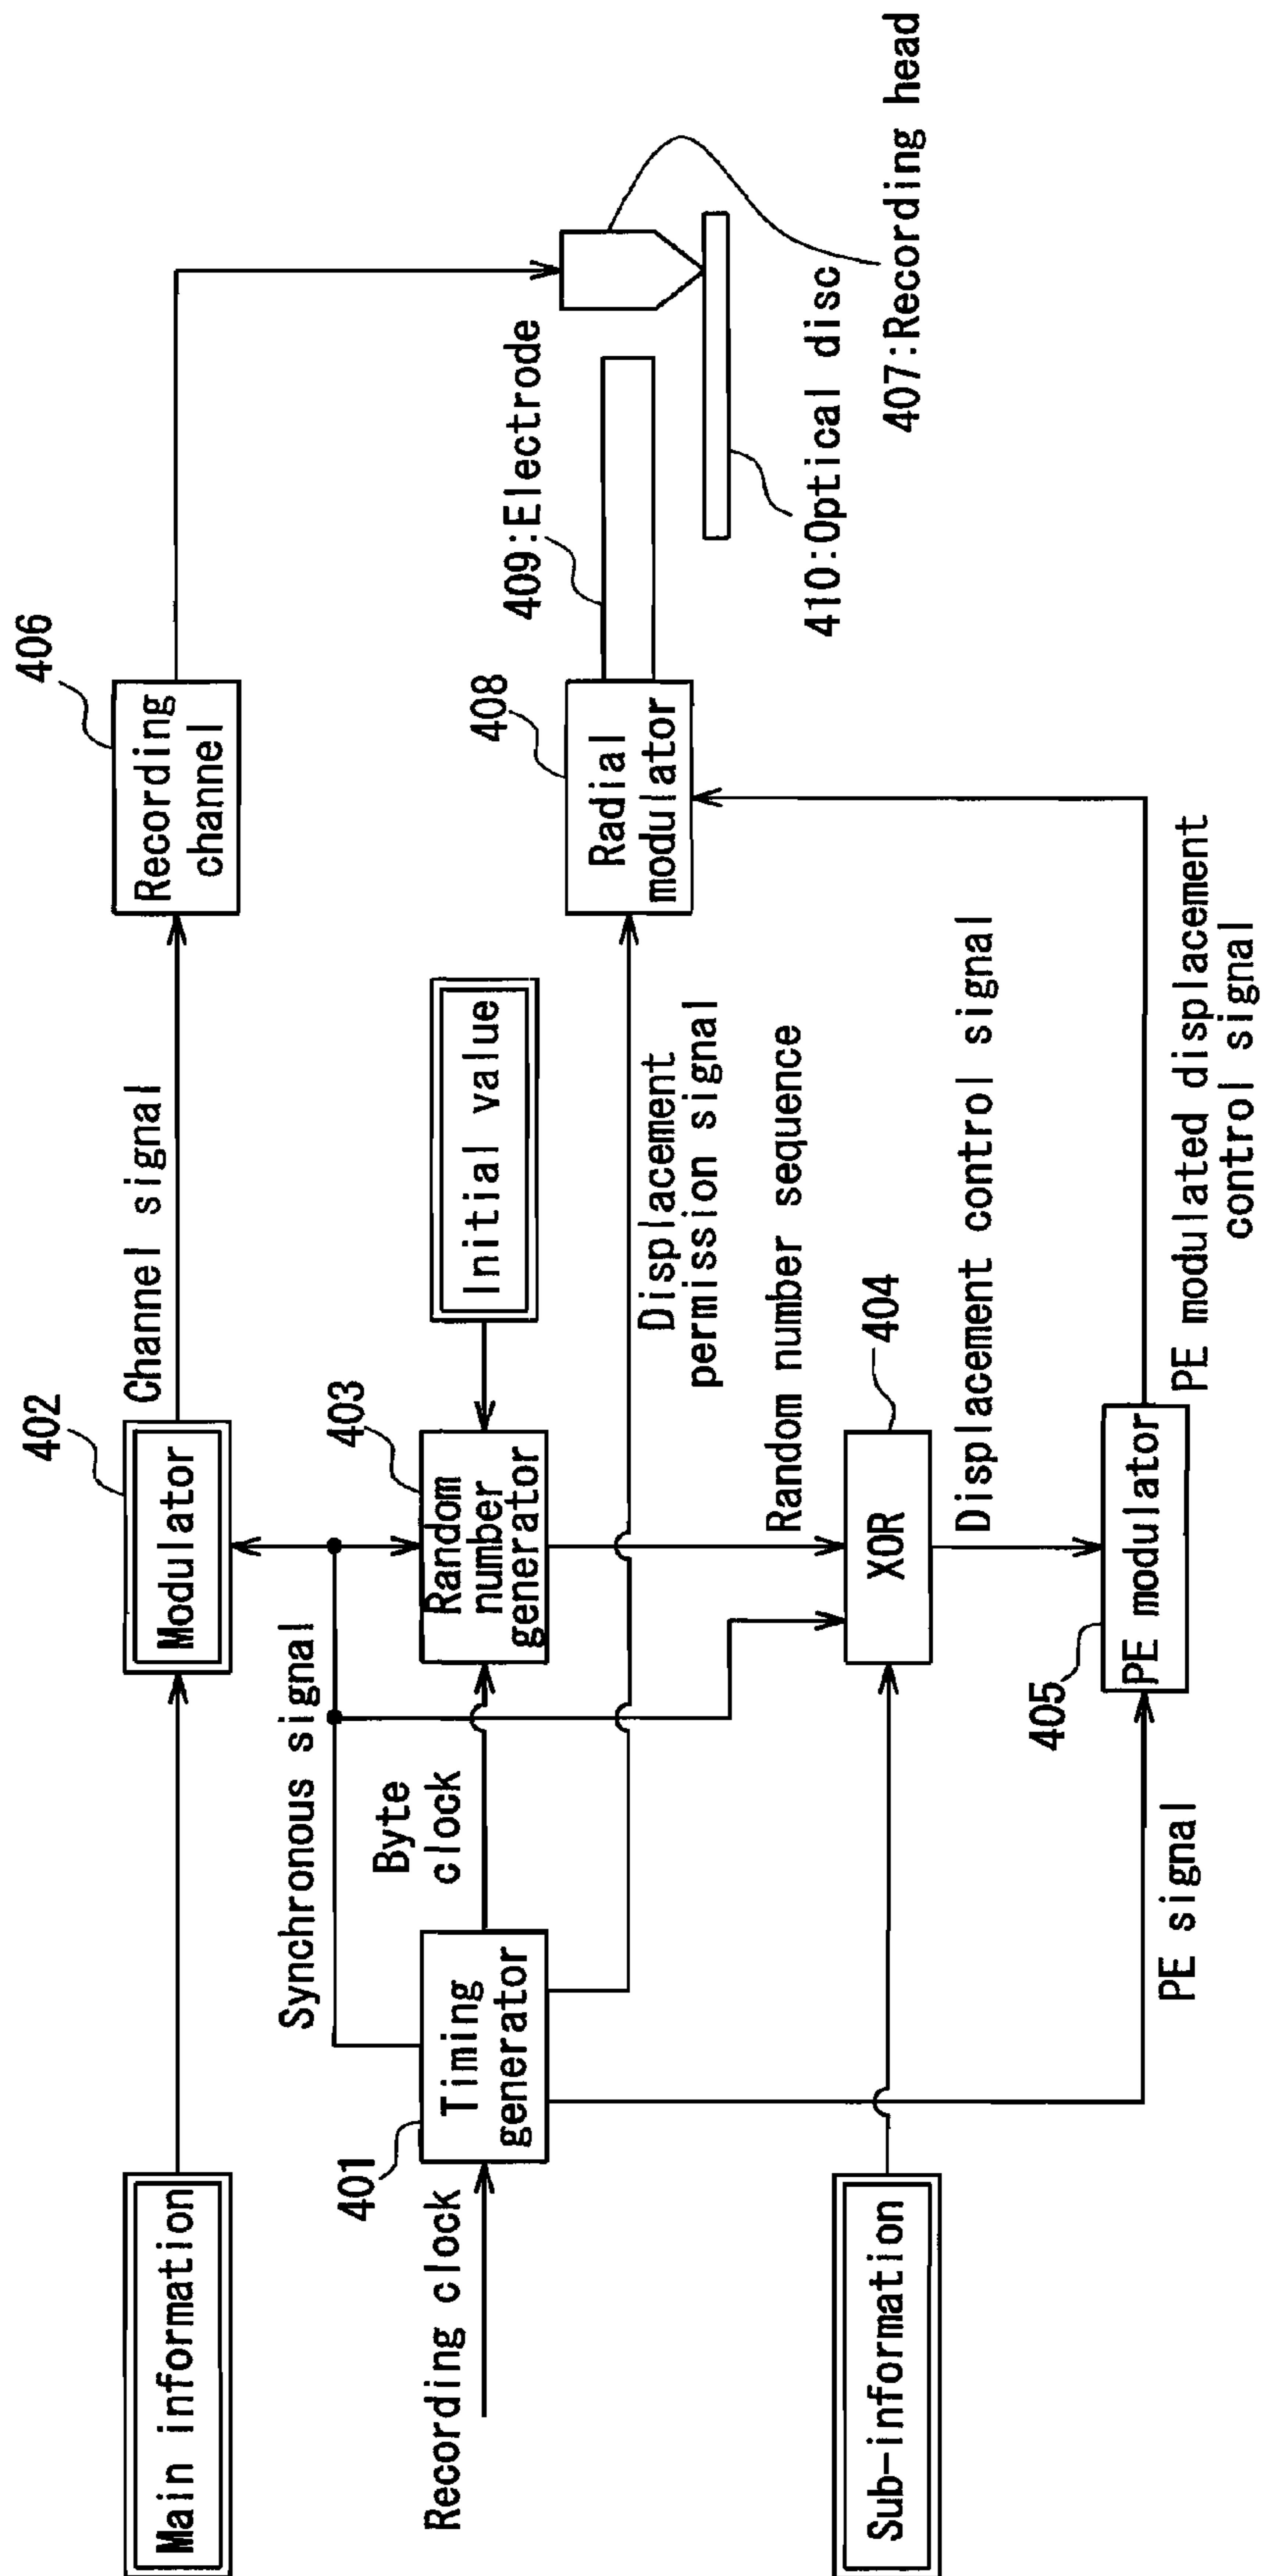 406
Recording
channel
402
Channel signal
Modulator
Main information
Synchronous signal
403
Random
number
generator
Initial value
Byte
clock
401
Timing
generator
Recording clock
408
Radial
modulator
409:Electrode
410:Optical disc
407:Recording head
Displacement
permission signal
Random number sequence
404
XOR
Sub-information
Displacement control signal
405
PE modulator
PE signal
PE modulated displacement
control signal